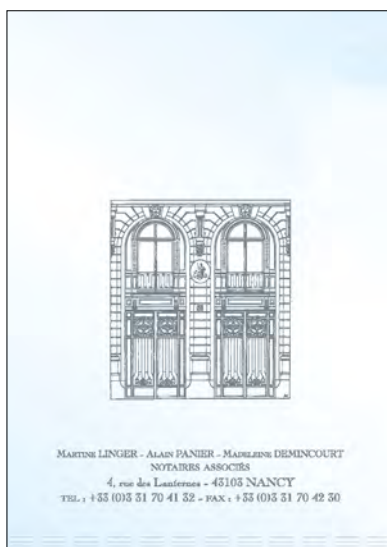 Martine LINGER - Alain PANIER - Madeleine DEMINCOURT
NOTAIRES ASSOCIÉS
4, rue des Lanternes - 43103 NANCY
TEL : +33 (0)3 31 70 41 32 - FAX : +33 (0)3 31 70 42 30